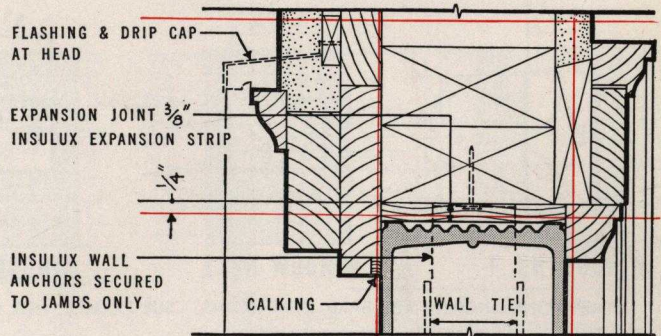 FLASHING & DRIP CAP
AT HEAD
EXPANSION JOINT 3/8"
INSULUX EXPANSION STRIP
1/4"
INSULUX WALL
ANCHORS SECURED
TO JAMBS ONLY
CALKING
WALL TIE